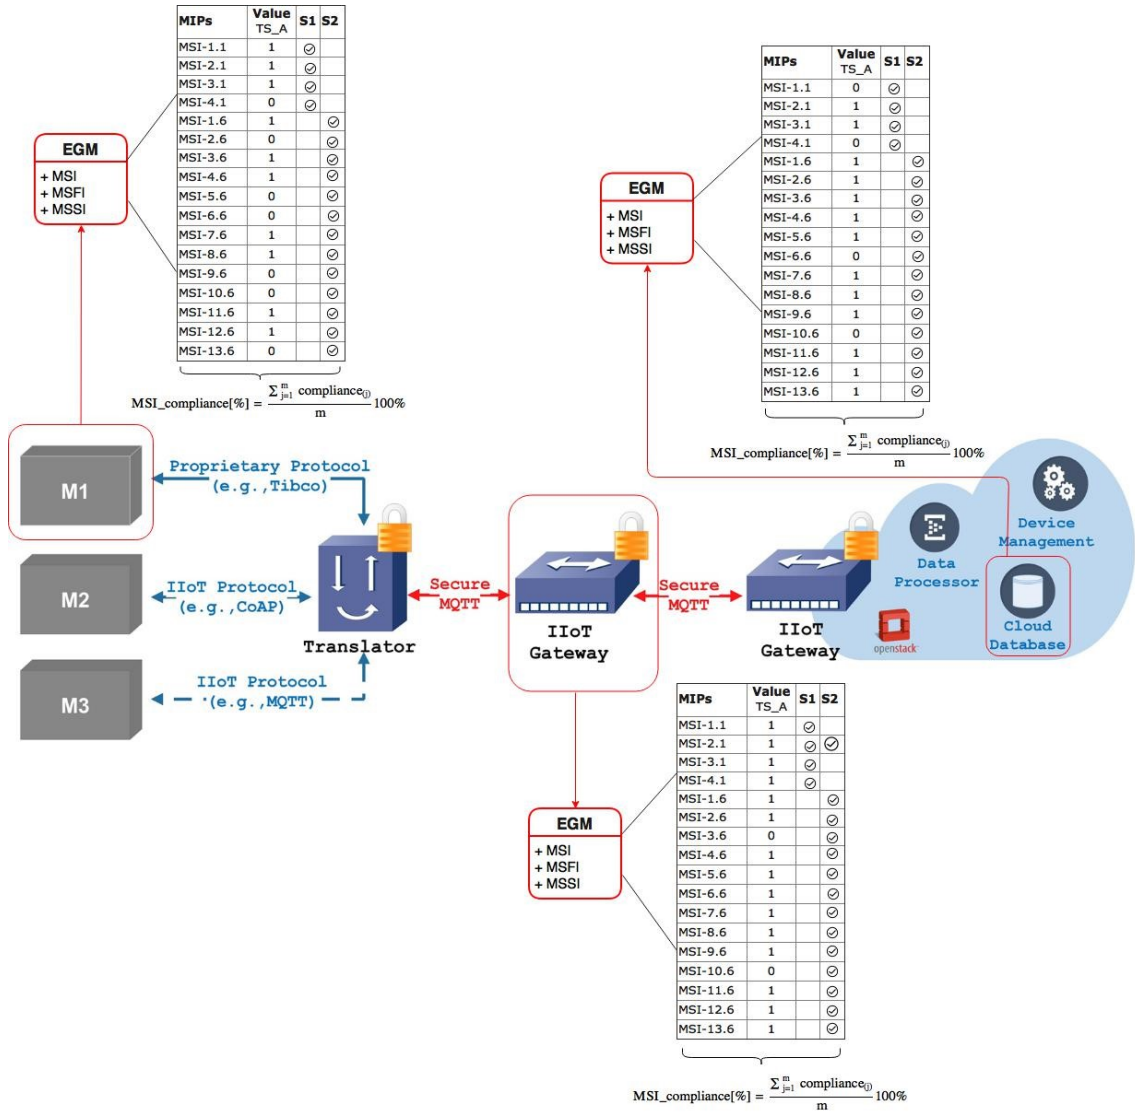 MIPs Value TS_A S1 S2
MSI-1.1 1
MSI-2.1 1
MSI-3.1 1
MSI-4.1 0
MSI-1.6 1
MSI-2.6 0
MSI-3.6 1
MSI-4.6 1
MSI-5.6 0
MSI-6.6 0
MSI-7.6 1
MSI-8.6 1
MSI-9.6 0
MSI-10.6 0
MSI-11.6 1
MSI-12.6 1
MSI-13.6 0
MSI_compliance[%] = Σ m j=1 compliance(j) / m 100%
EGM
+ MSI
+ MSFI
+ MSSI
MIPs Value TS_A S1 S2
MSI-1.1 0
MSI-2.1 1
MSI-3.1 1
MSI-4.1 0
MSI-1.6 1
MSI-2.6 1
MSI-3.6 1
MSI-4.6 1
MSI-5.6 1
MSI-6.6 0
MSI-7.6 1
MSI-8.6 1
MSI-9.6 1
MSI-10.6 0
MSI-11.6 1
MSI-12.6 1
MSI-13.6 1
MSI_compliance[%] = Σ m j=1 compliance(j) / m 100%
EGM
+ MSI
+ MSFI
+ MSSI
M1
Proprietary Protocol
(e.g.,Tibco)
M2
IIoT Protocol
(e.g.,CoAP)
M3
IIoT Protocol
(e.g.,MQTT)
Translator
Secure
MQTT
IIoT
Gateway
Secure
MQTT
IIoT
Gateway
Data
Processor
Device
Management
Cloud
Database
openstack
MIPs Value TS_A S1 S2
MSI-1.1 1
MSI-2.1 1
MSI-3.1 1
MSI-4.1 1
MSI-1.6 1
MSI-2.6 1
MSI-3.6 0
MSI-4.6 1
MSI-5.6 1
MSI-6.6 1
MSI-7.6 1
MSI-8.6 1
MSI-9.6 1
MSI-10.6 0
MSI-11.6 1
MSI-12.6 1
MSI-13.6 1
EGM
+ MSI
+ MSFI
+ MSSI
MSI_compliance[%] = Σ m j=1 compliance(j) / m 100%